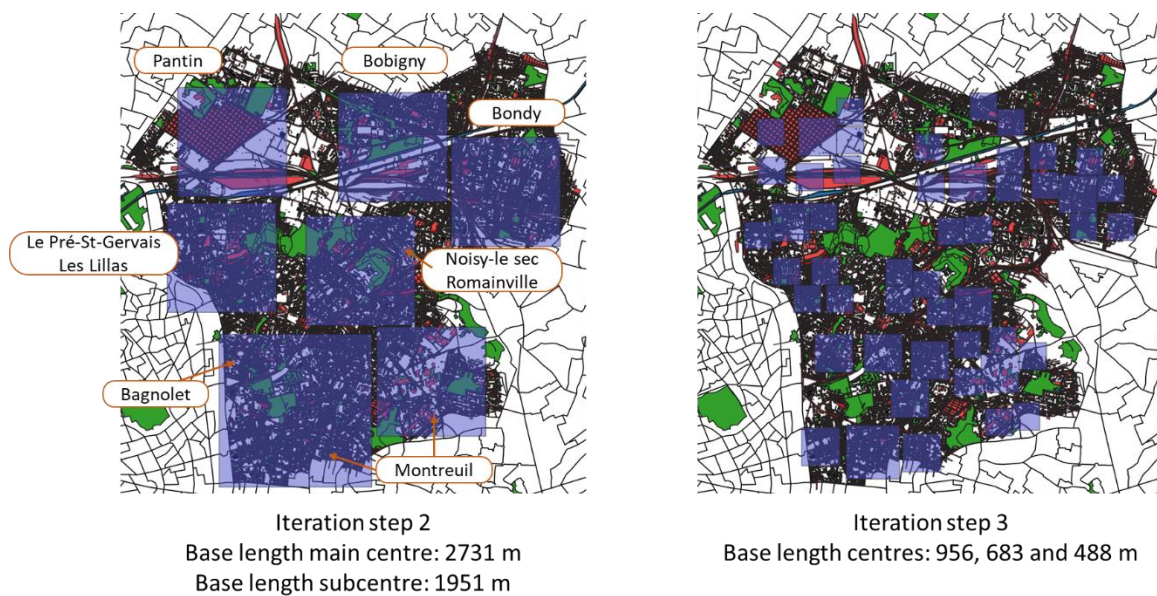 Pantin
Bobigny
Bondy
Le Pré-St-Gervais
Les Lillas
Noisy-le sec
Romainville
Bagnolet
Montreuil
Iteration step 2
Base length main centre: 2731 m
Base length subcentre: 1951 m
Iteration step 3
Base length centres: 956, 683 and 488 m